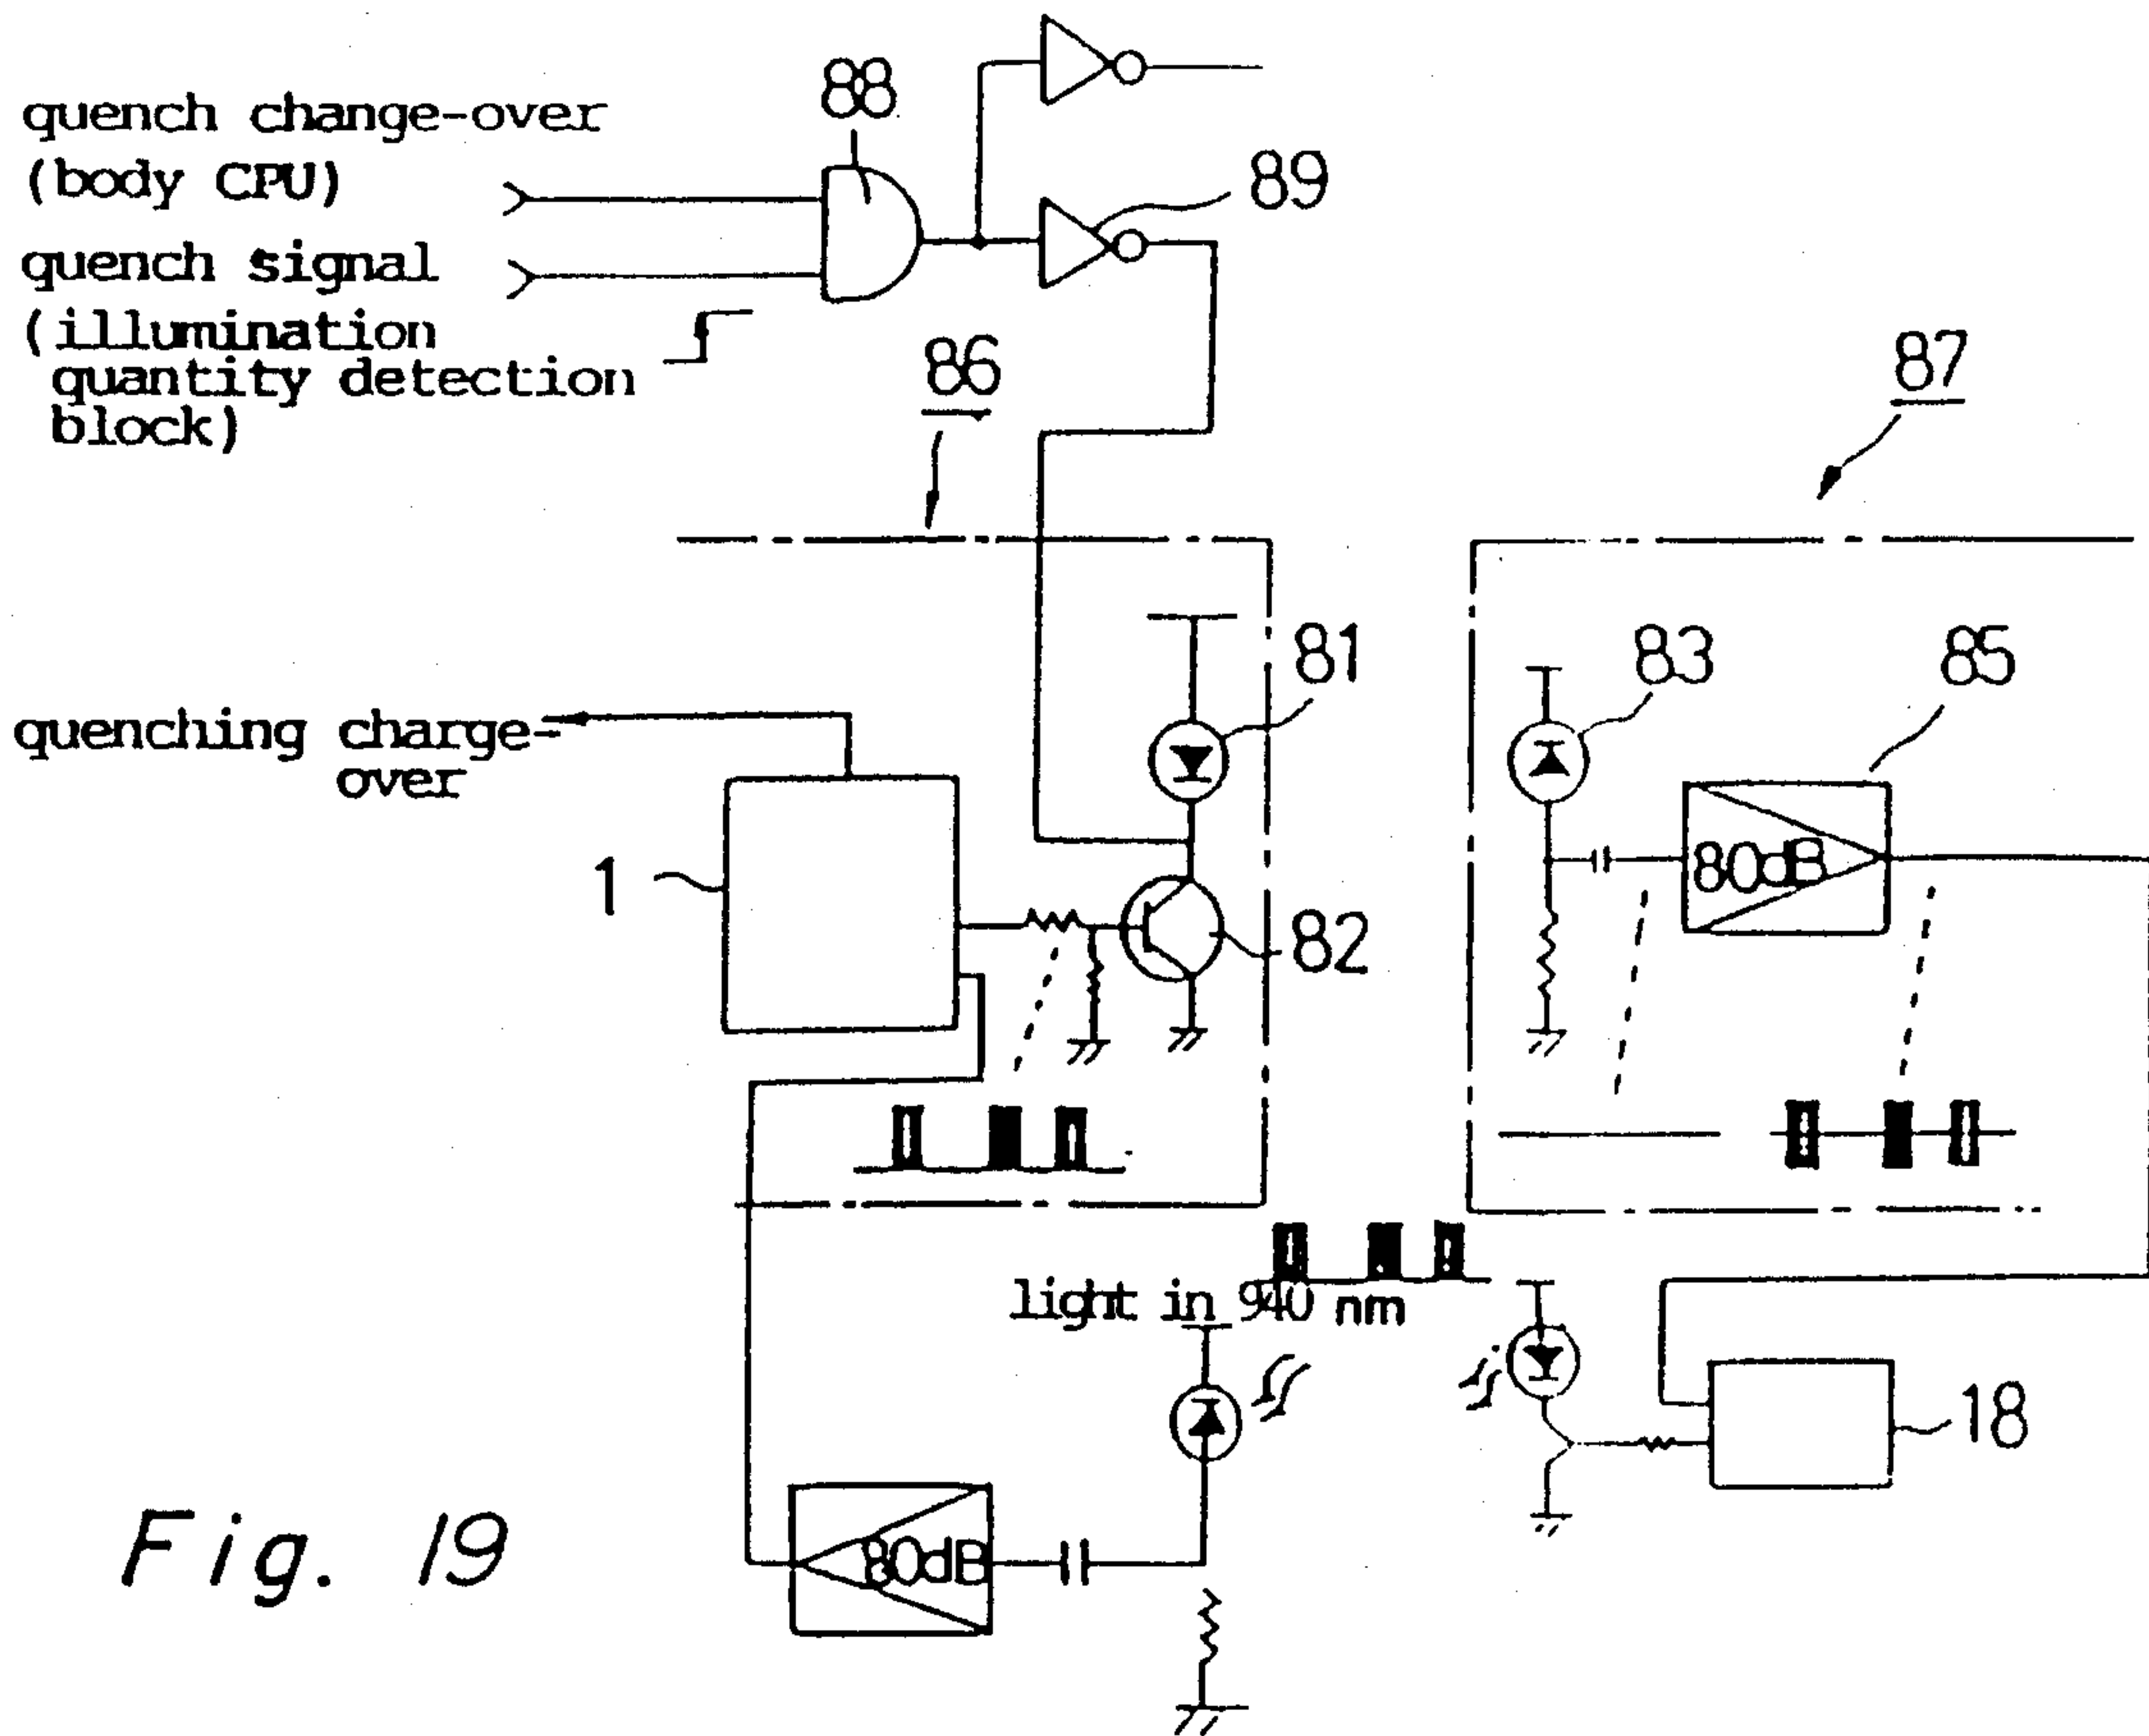 quench change-over
(body CPU)
quench signal
(illumination
quantity detection
block)
88
89
86
87
81
83
85
quenching charge-
over
1
80dB
82
light in 940 nm
18
80dB
Fig. 19